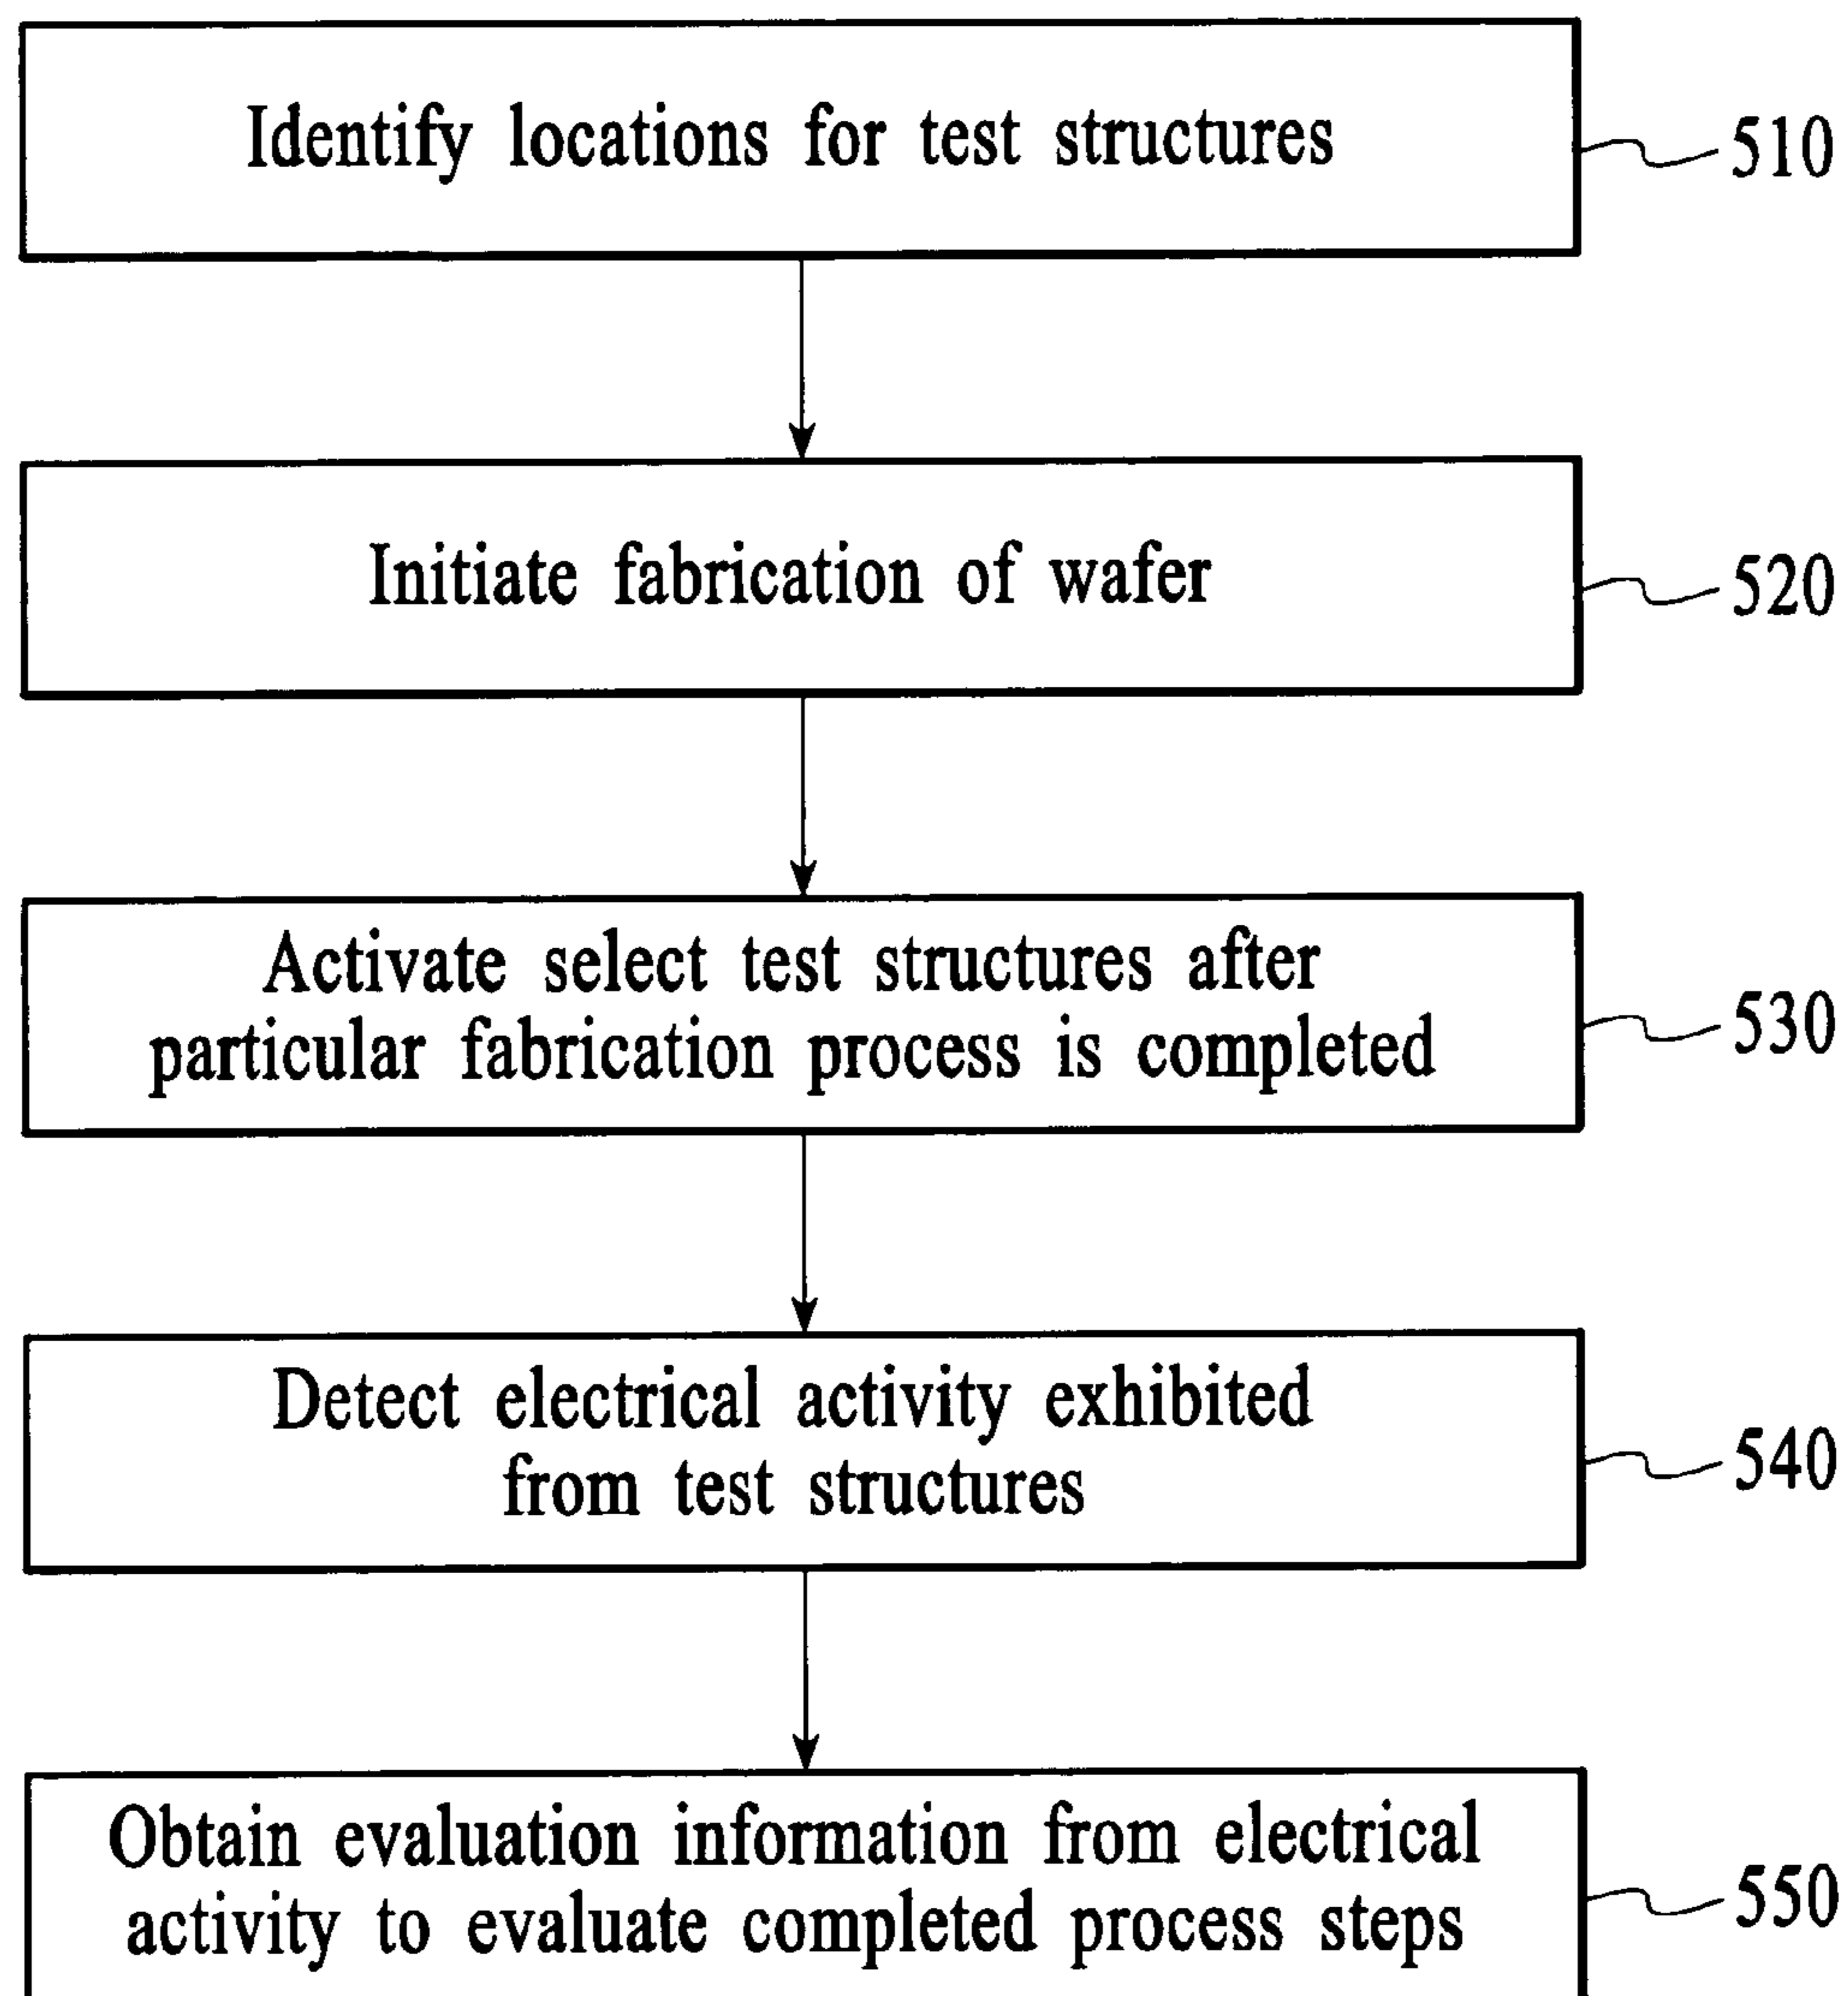 Identify locations for test structures
510
Initiate fabrication of wafer
520
Activate select test structures after
particular fabrication process is completed
530
Detect electrical activity exhibited
from test structures
540
Obtain evaluation information from electrical
activity to evaluate completed process steps
550